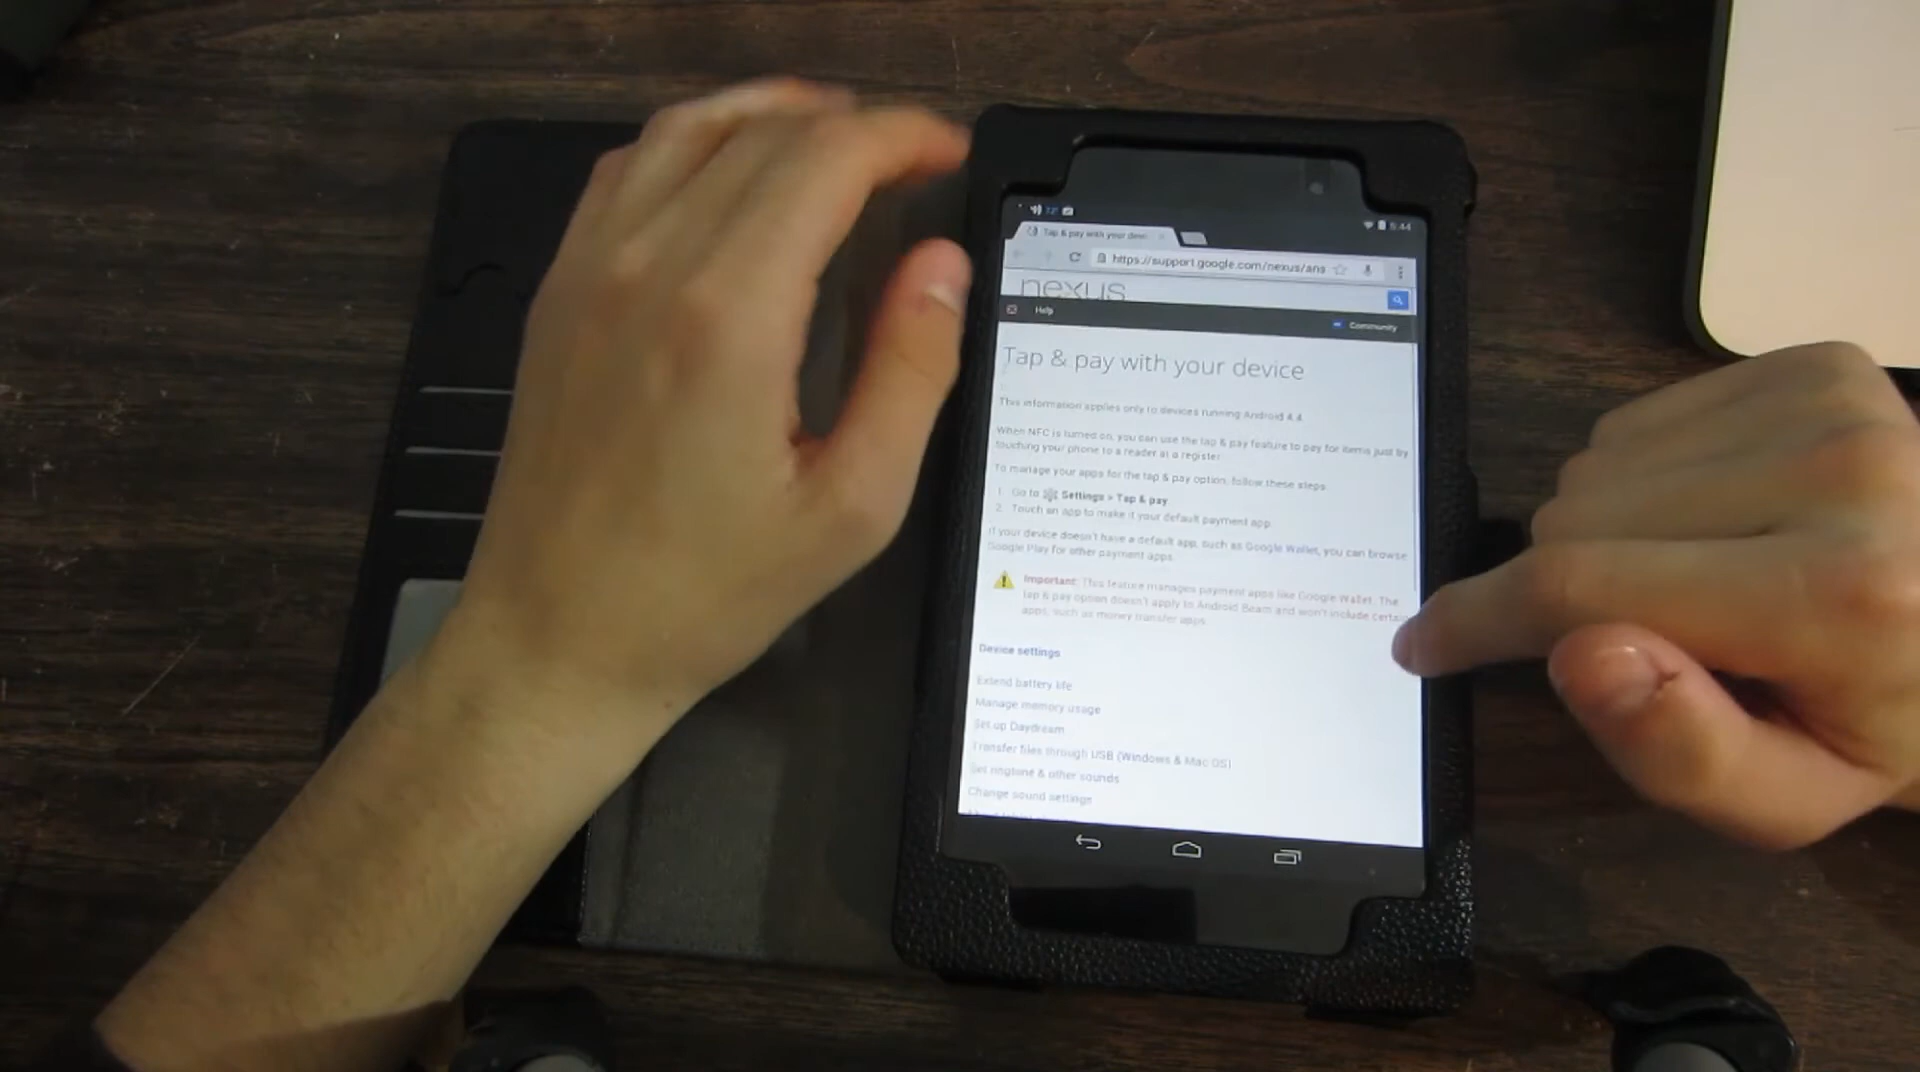 5:44
Tap & pay with your devi
https://support.google.com/nexus/ans
nexus
Help
Community
Tap & pay with your device
This information applies only to devices running Android 4.4.
When NFC is turned on, you can use the tap & pay feature to pay for items just by
touching your phone to a reader at a register.
To manage your apps for the tap & pay option, follow these steps
1. Go to Settings > Tap & pay
2. Touch an app to make it your default payment app.
If your device doesn't have a default app, such as Google Wallet, you can browse
Google Play for other payment apps.
Important: This feature manages payment apps like Google Wallet. The
tap & pay option doesn't apply to Android Beam and won't include certain
apps, such as money transfer apps.
Device settings
Extend battery life
Manage memory usage
Set up Daydream
Transfer files through USB (Windows & Mac OS)
Set ringtone & other sounds
Change sound settings